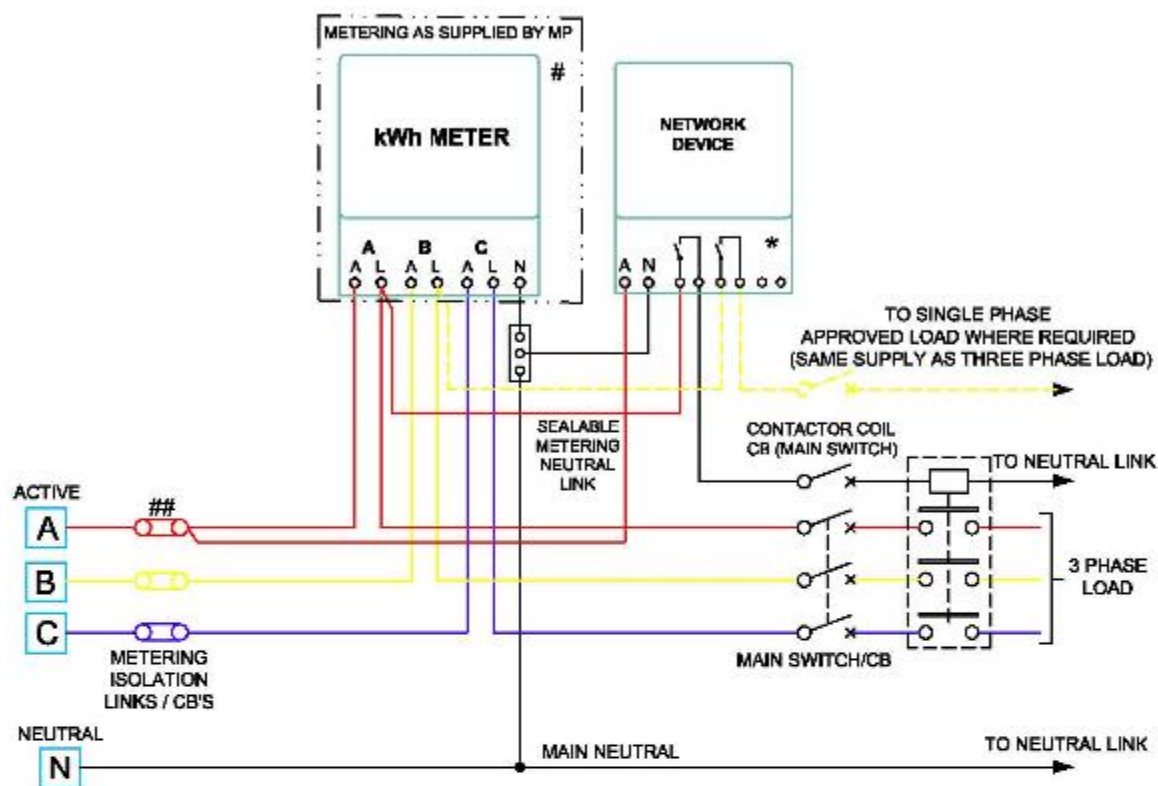 METERING AS SUPPLIED BY MP
#
kWh METER
NETWORK
DEVICE
A B C
A L A L A L N
A N
*
TO SINGLE PHASE
APPROVED LOAD WHERE REQUIRED
(SAME SUPPLY AS THREE PHASE LOAD)
SEALABLE
METERING
NEUTRAL
LINK
CONTACTOR COIL
CB (MAIN SWITCH)
TO NEUTRAL LINK
ACTIVE
##
A
B
C
3 PHASE
LOAD
METERING
ISOLATION
LINKS / CB'S
MAIN SWITCH/CB
NEUTRAL
N
MAIN NEUTRAL
TO NEUTRAL LINK